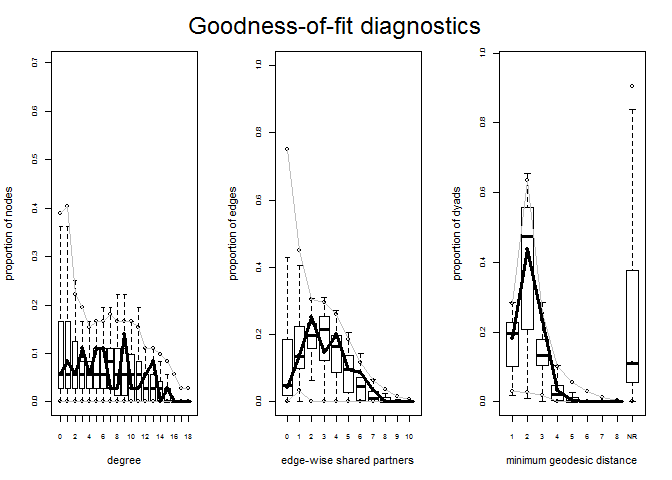 Goodness-of-fit diagnostics
proportion of nodes
0.0 0.1 0.2 0.3 0.4 0.5 0.6 0.7
0 2 4 6 8 10 12 14 16 18
degree
proportion of edges
0.0 0.2 0.4 0.6 0.8 1.0
0 1 2 3 4 5 6 7 8 9 10
edge-wise shared partners
proportion of dyads
0.0 0.2 0.4 0.6 0.8 1.0
1 2 3 4 5 6 7 8 NR
minimum geodesic distance